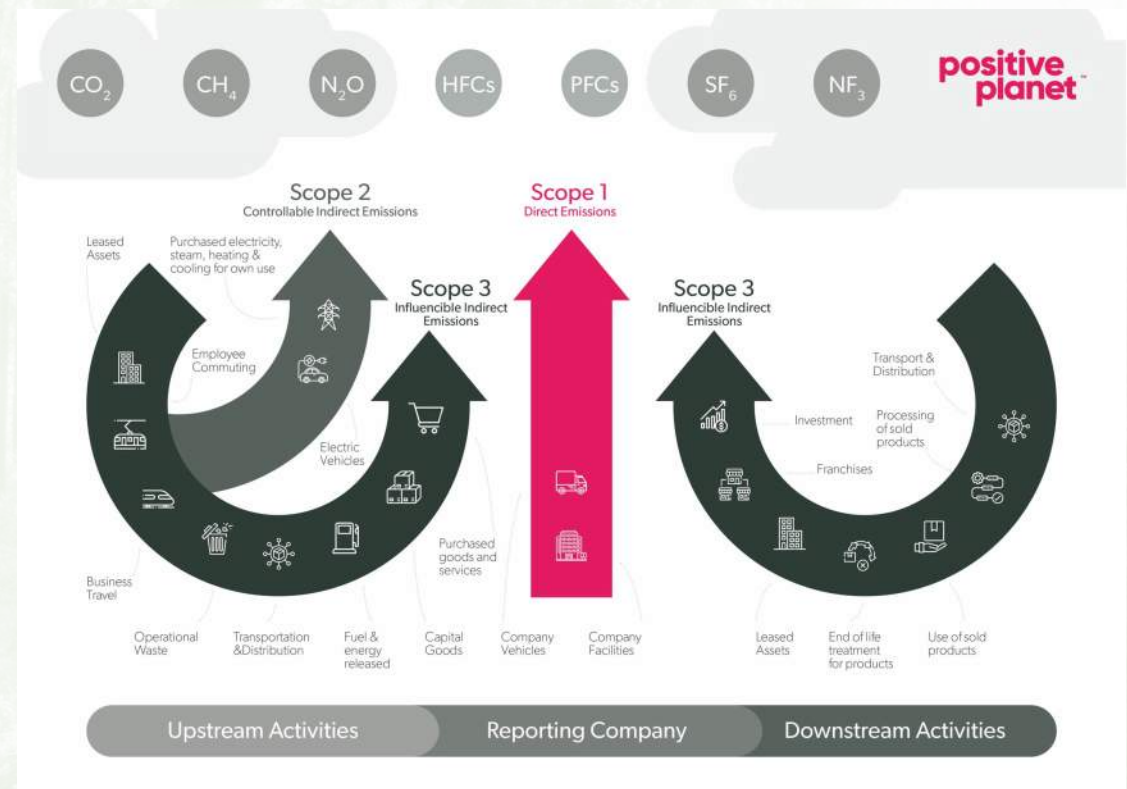 CO₂
CH₄
N₂O
HFCs
PFCs
SF₆
NF₃
positive
planet™
Scope 2
Controllable Indirect Emissions
Scope 1
Direct Emissions
Leased
Assets
Purchased electricity,
steam, heating &
cooling for own use
Scope 3
Influencible Indirect
Emissions
Scope 3
Influencible Indirect
Emissions
Employee
Commuting
Electric
Vehicles
Transport &
Distribution
Investment
Processing
of sold
products
Franchises
Purchased
goods and
services
Business
Travel
Operational
Waste
Transportation
&Distribution
Fuel &
energy
released
Capital
Goods
Company
Vehicles
Company
Facilities
Leased
Assets
End of life
treatment
for products
Use of sold
products
Upstream Activities
Reporting Company
Downstream Activities